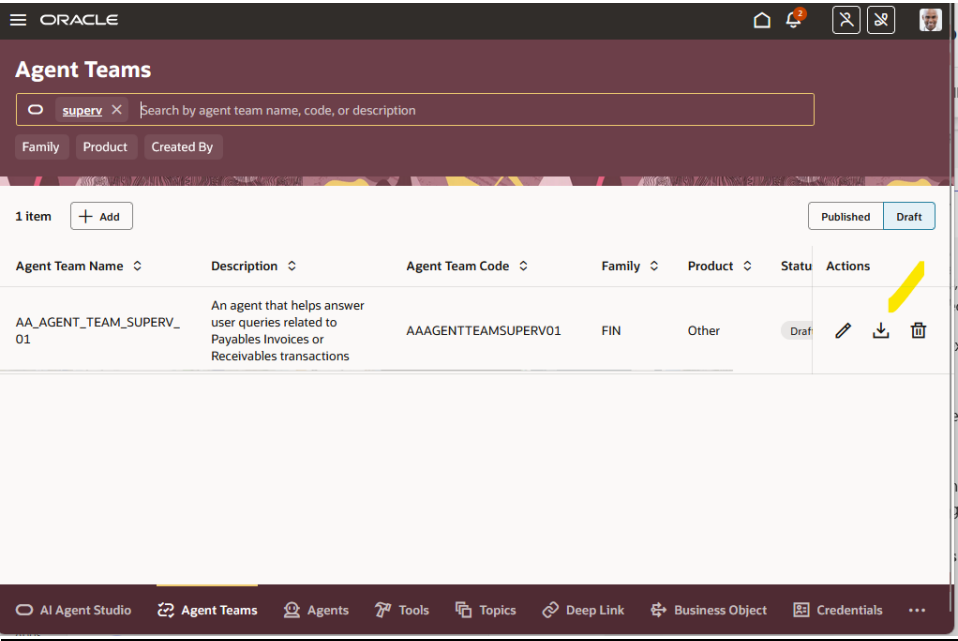 ORACLE
2
Agent Teams
superv Search by agent team name, code, or description
Family Product Created By
1 item Add Published Draft
Agent Team Name Description Agent Team Code Family Product Statu Actions
An agent that helps answer
AA_AGENT_TEAM_SUPERV_ user queries related to AAAGENTTEAMSUPERV01 FIN Other Draf
01 Payables Invoices or
Receivables transactions
AI Agent Studio Agent Teams Agents Tools Topics Deep Link Business Object Credentials